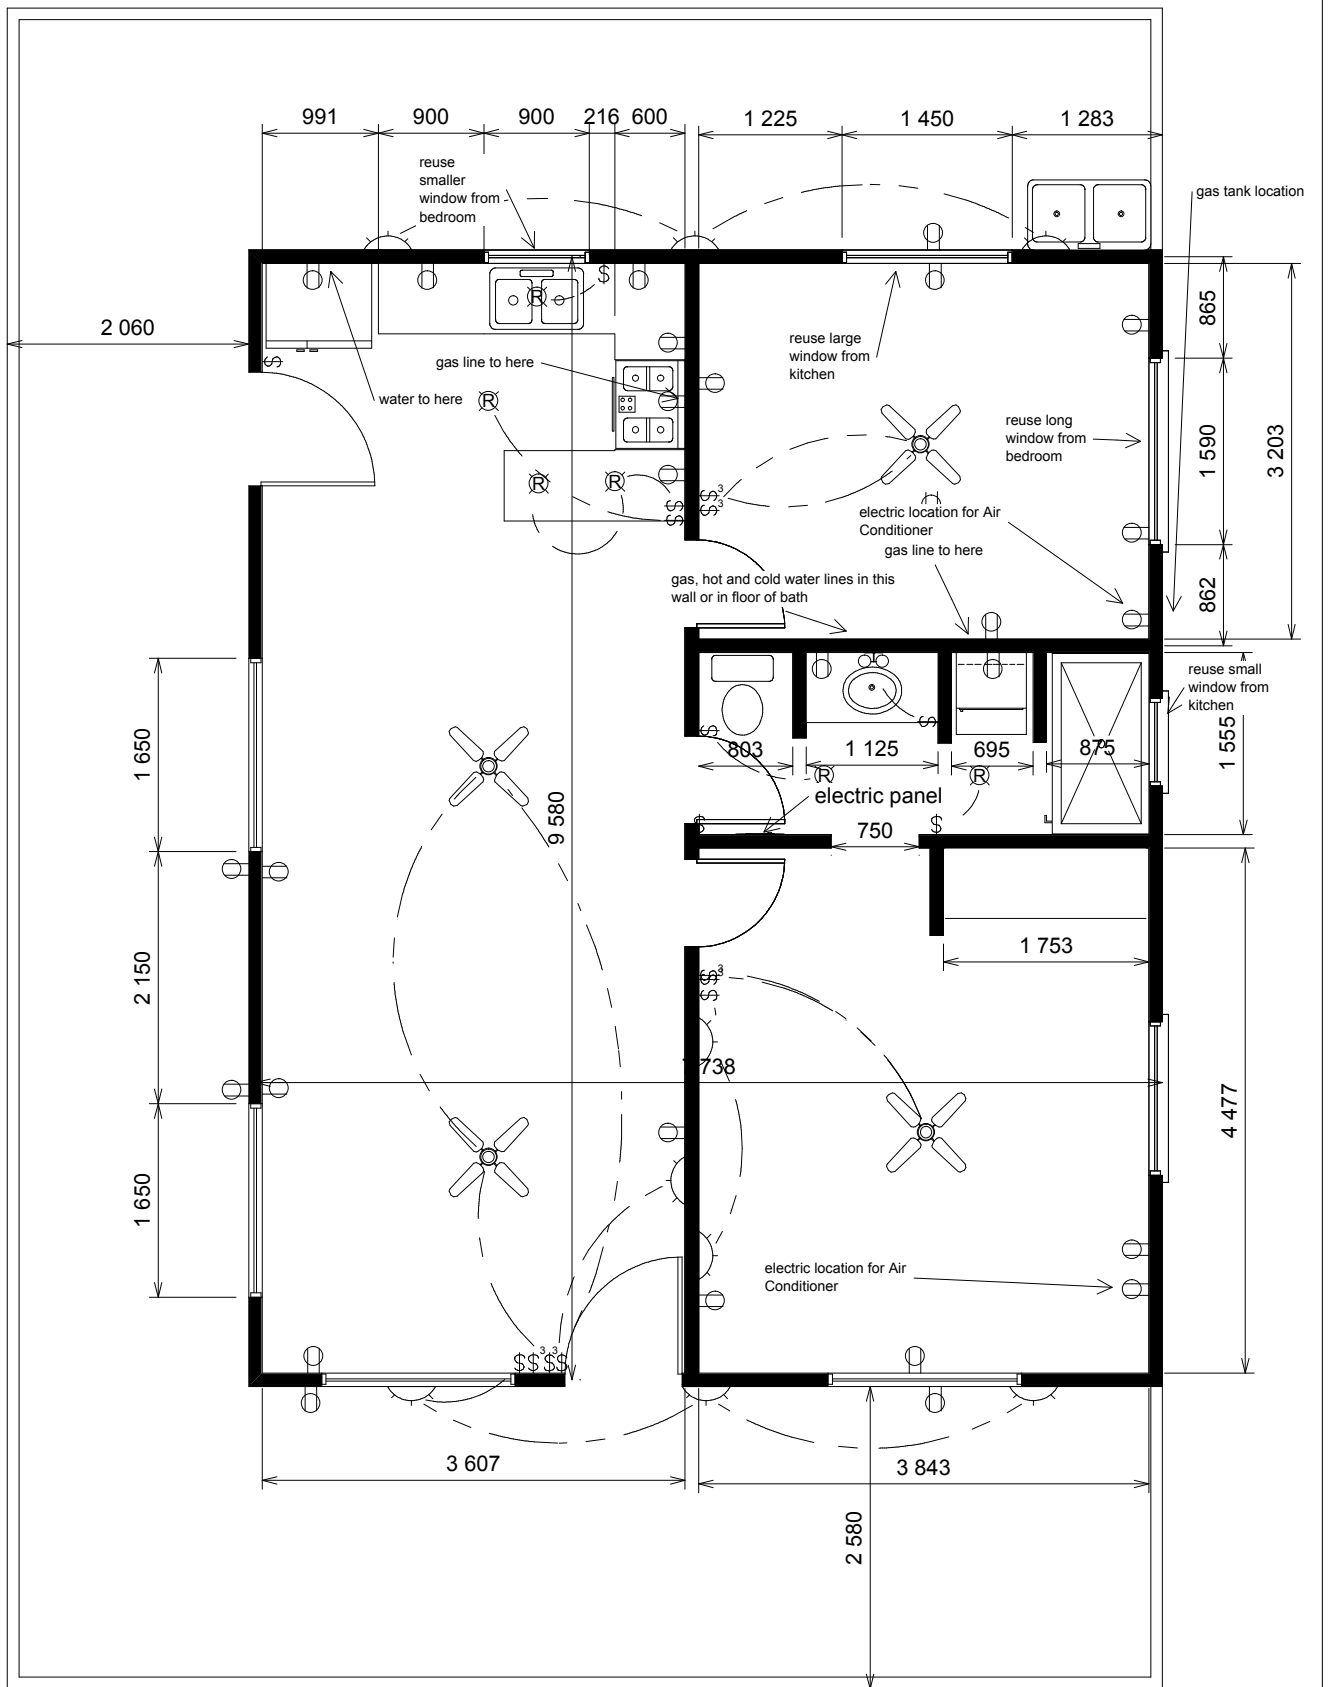 991
900
900
216
600
1 225
1 450
1 283
reuse
smaller
window from
bedroom
gas tank location
2 060
$
R
865
reuse large
window from
kitchen
gas line to here
$
water to here
R
reuse long
window from
bedroom
1 590
3 203
R
R
$
$
$3
$3
electric location for Air
Conditioner
gas line to here
gas, hot and cold water lines in this
wall or in floor of bath
862
reuse small
window from
kitchen
1 555
1 650
$
$
803
1 125
695
875
R
R
electric panel
$
$
750
9 580
2 150
1 753
$3
$
738
4 477
1 650
electric location for Air
Conditioner
$$3$3$
3 607
3 843
2 580